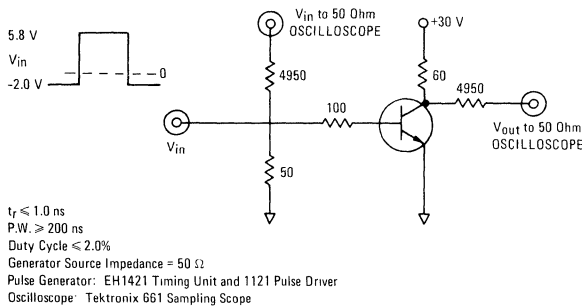 5.8 V
Vin
-2.0 V
0
Vin to 50 Ohm
OSCILLOSCOPE
+30 V
4950
60
4950
100
Vin
50
Vout to 50 Ohm
OSCILLOSCOPE
tr ≤ 1.0 ns
P.W. ≥ 200 ns
Duty Cycle ≤ 2.0%
Generator Source Impedance = 50 Ω
Pulse Generator: EH1421 Timing Unit and 1121 Pulse Driver
Oscilloscope: Tektronix 661 Sampling Scope